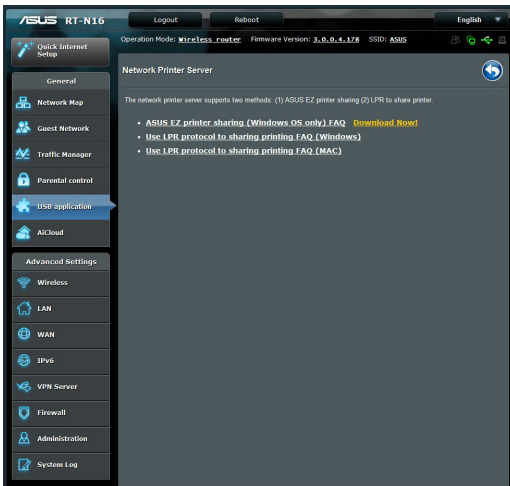 ASUS RT-N16
Logout
Reboot
English
Quick Internet
Setup
Operation Mode: Wireless router Firmware Version: 3.0.0.4.178 SSID: ASUS
General
Network Map
Guest Network
Traffic Manager
Parental control
USB application
AiCloud
Advanced Settings
Wireless
LAN
WAN
IPv6
VPN Server
Firewall
Administration
System Log
Network Printer Server
The network printer server supports two methods: (1) ASUS EZ printer sharing (2) LPR to share printer.
ASUS EZ printer sharing (Windows OS only) FAQ Download Now!
Use LPR protocol to sharing printing FAQ (Windows)
Use LPR protocol to sharing printing FAQ (MAC)